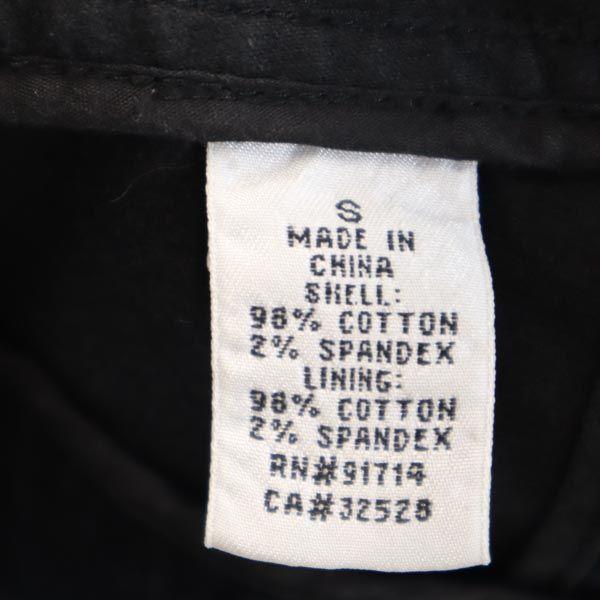 S
MADE IN
CHINA
SHELL:
98% COTTON
2% SPANDEX
LINING:
98% COTTON
2% SPANDEX
RN#91714
CA#32528